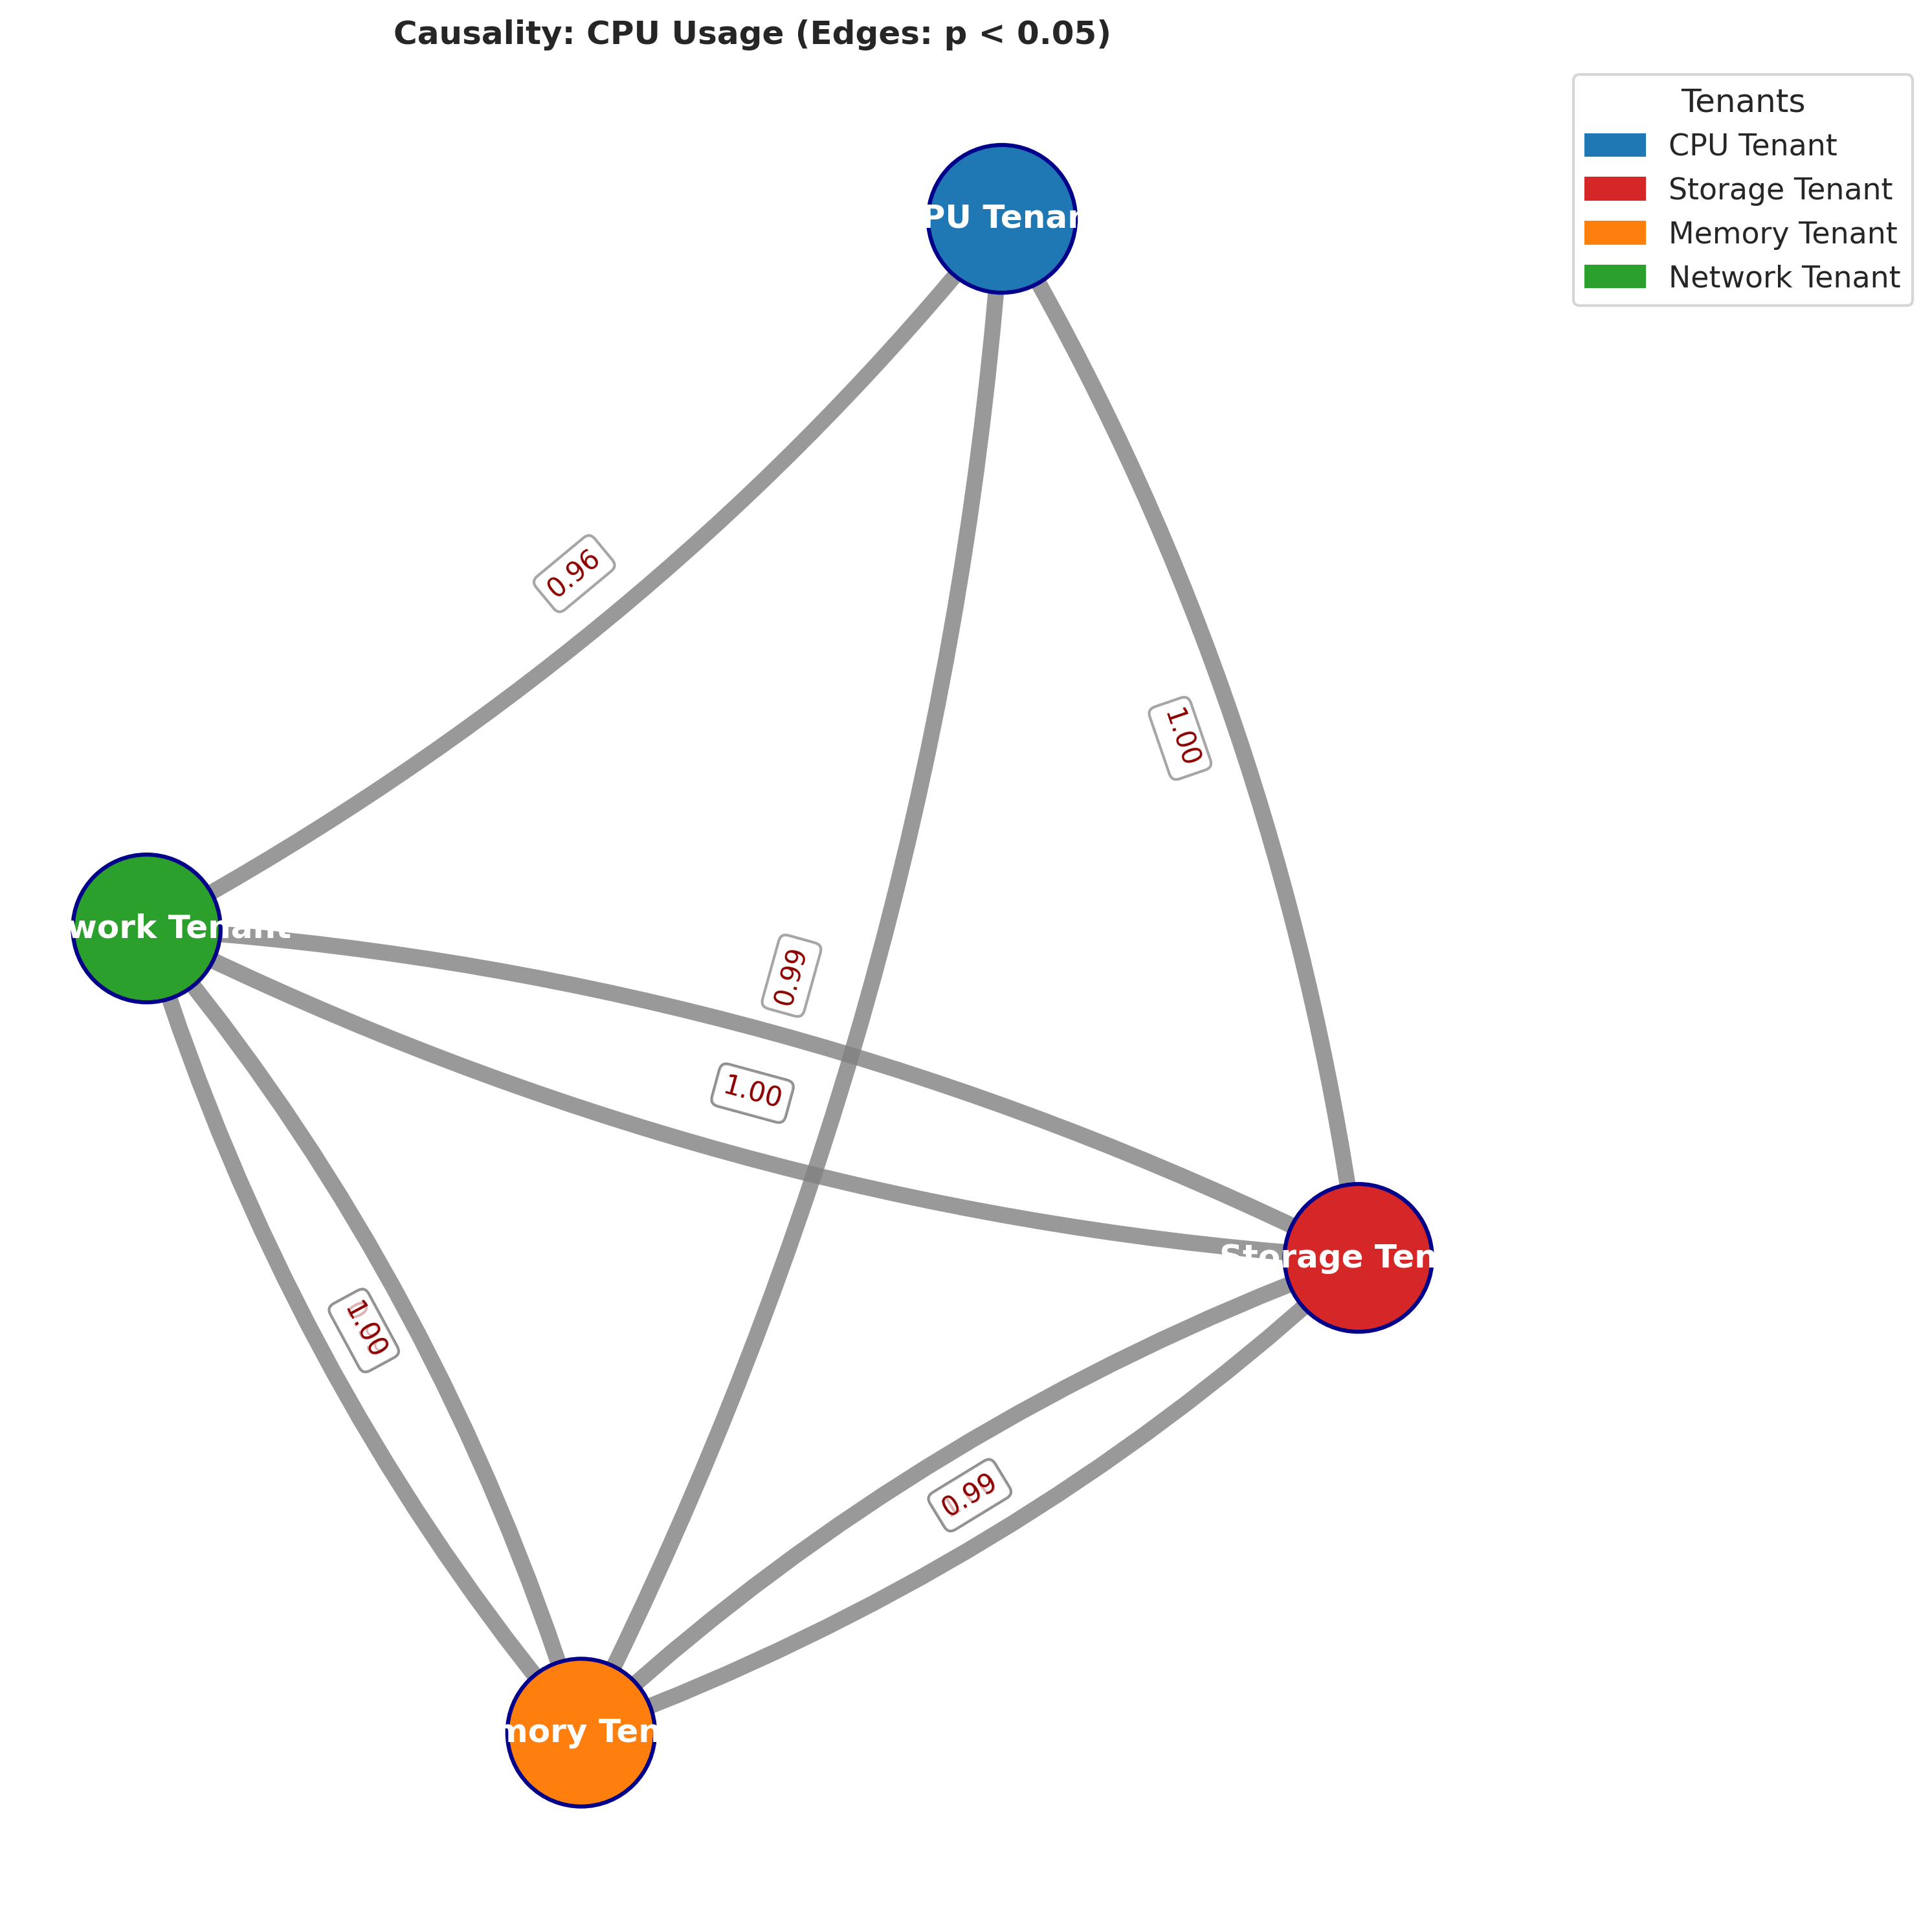 Causality: CPU Usage (Edges: p < 0.05)
Tenants
CPU Tenant
Storage Tenant
Memory Tenant
Network Tenant
PU Tenan
0.96
1.00
work Tenant
0.99
1.00
Storage Ten
1.00
0.99
mory Ten